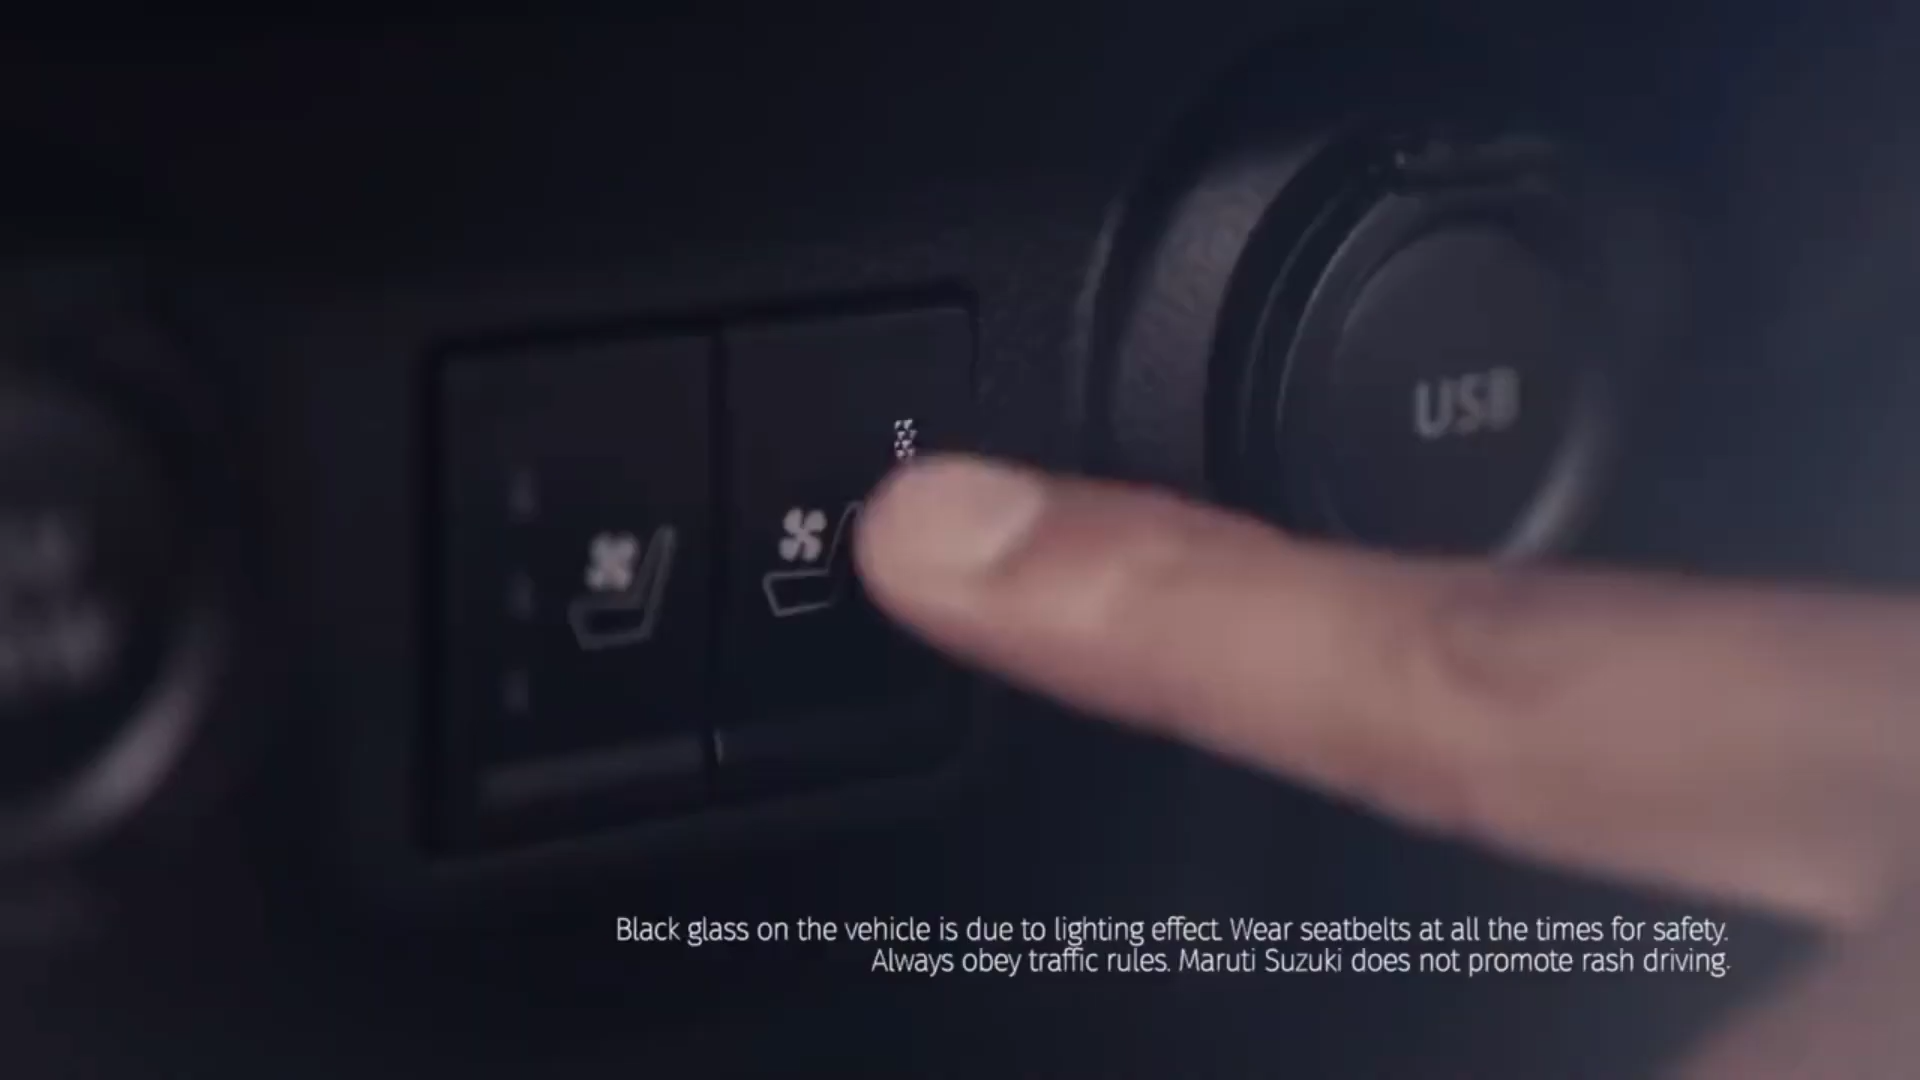 USB
Black glass on the vehicle is due to lighting effect. Wear seatbelts at all the times for safety.
Always obey traffic rules. Maruti Suzuki does not promote rash driving.